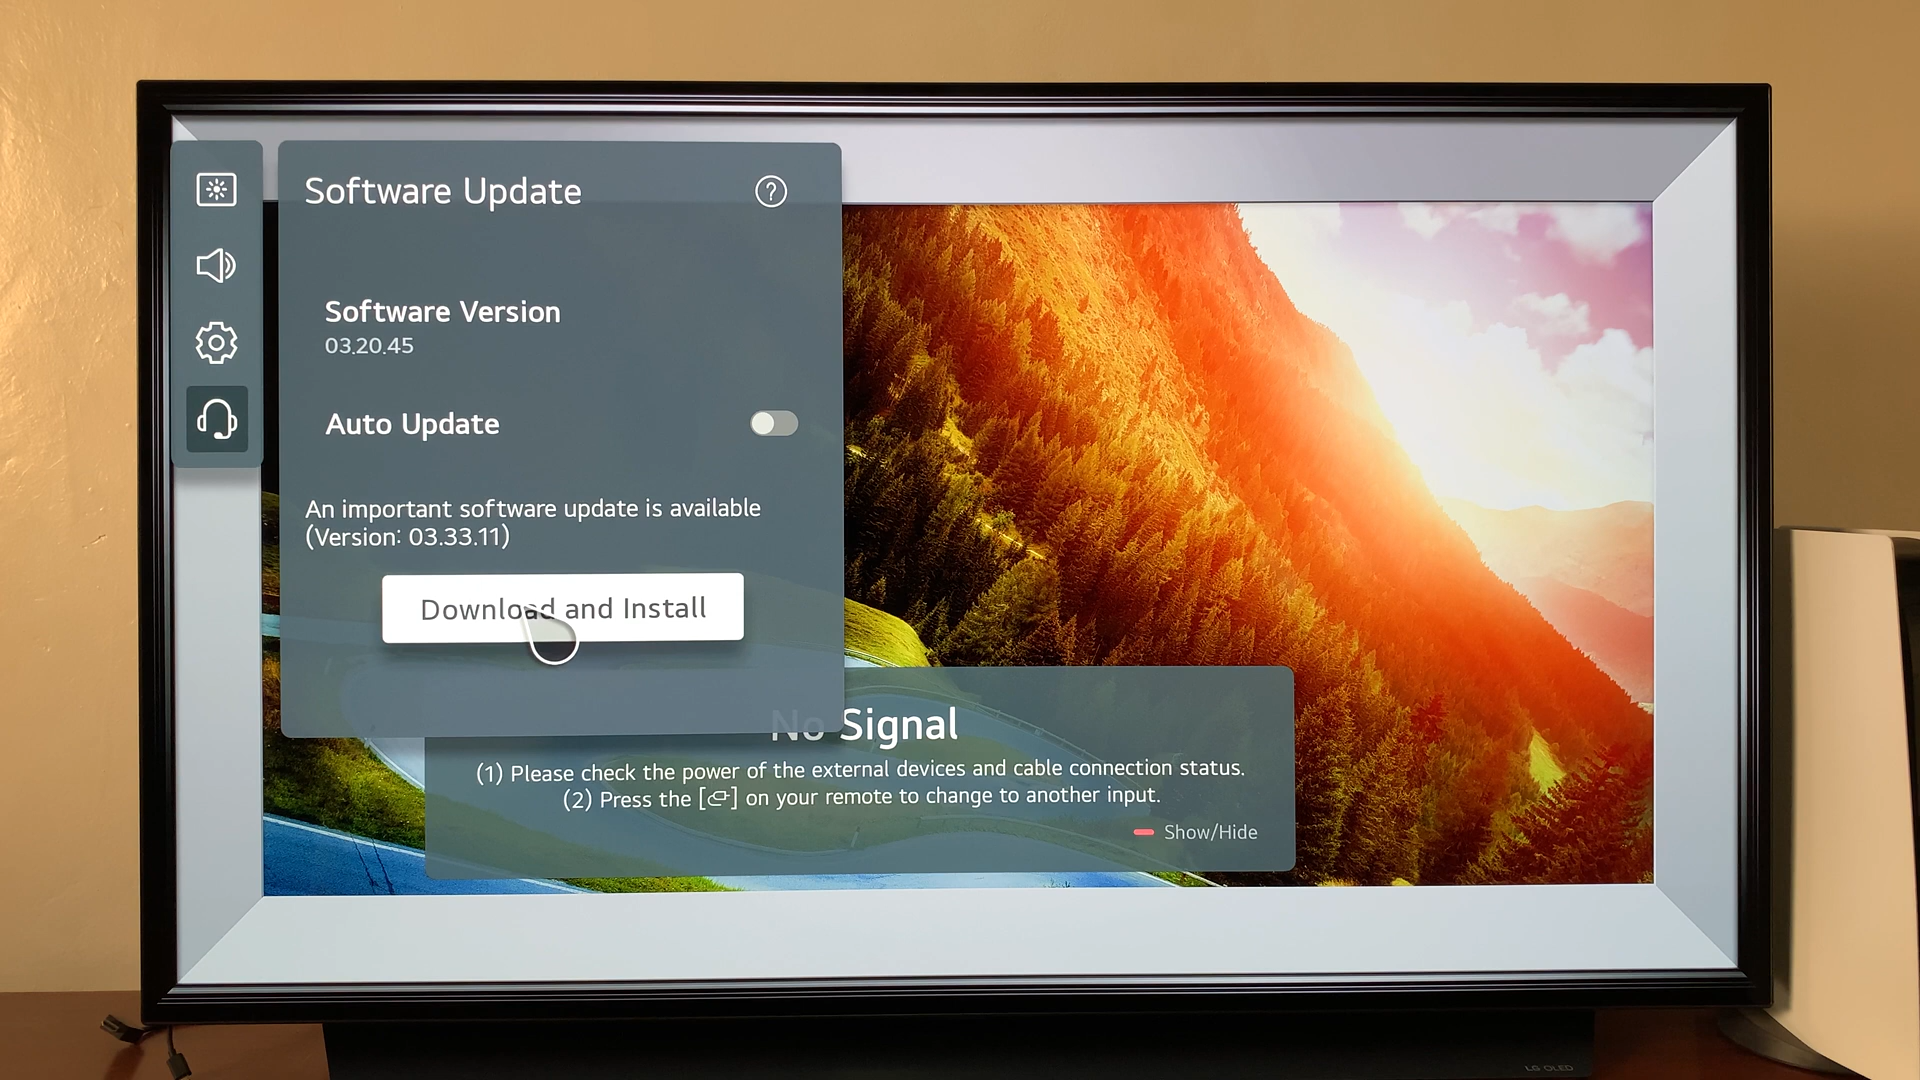 Software Update
?
Software Version
03.20.45
Auto Update
An important software update is available
(Version: 03.33.11)
Download and Install
No Signal
(1) Please check the power of the external devices and cable connection status.
(2) Press the [] on your remote to change to another input.
Show/Hide
LG OLED